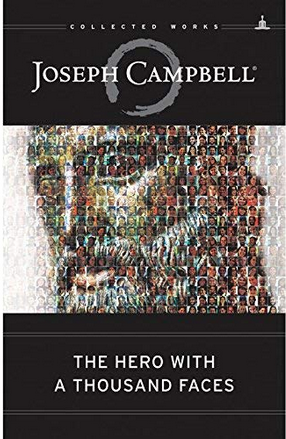 COLLECTED WORKS
JOSEPH CAMPBELL®
THE HERO WITH
A THOUSAND FACES